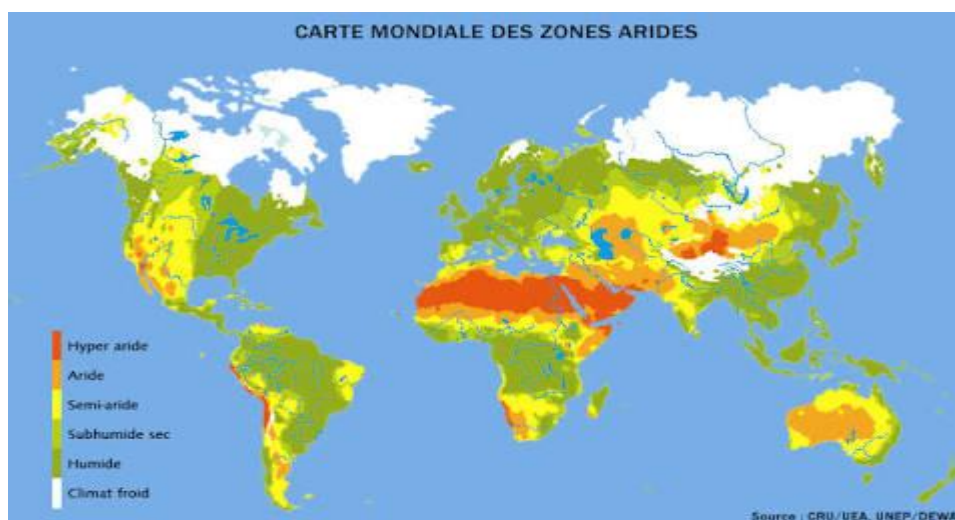 CARTE MONDIALE DES ZONES ARIDES
Hyper aride
Aride
Semi-aride
Subhumide sec
Humide
Climat froid
Source : CRU/UEA, UNEP/DEWA